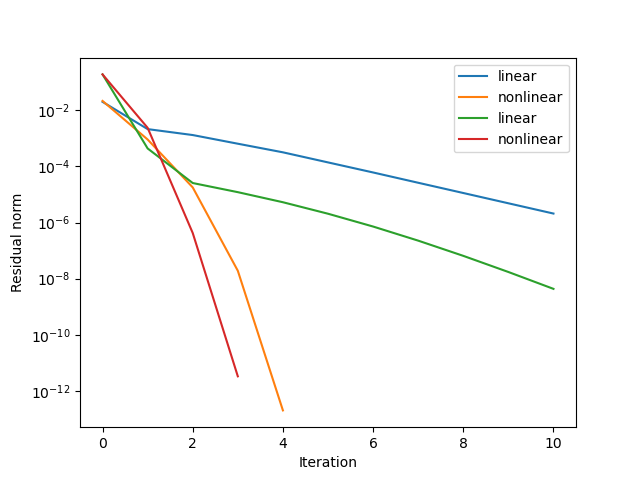 linear
nonlinear
linear
nonlinear
Residual norm
10⁻²
10⁻⁴
10⁻⁶
10⁻⁸
10⁻¹⁰
10⁻¹²
0 2 4 6 8 10
Iteration